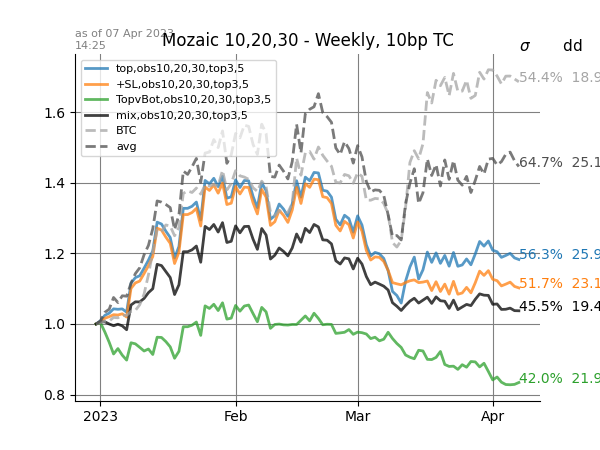 as of 07 Apr 2023
14:25
Mozaic 10,20,30 - Weekly, 10bp TC
σ dd
top,obs10,20,30,top3,5
+SL,obs10,20,30,top3,5
TopvBot,obs10,20,30,top3,5
mix,obs10,20,30,top3,5
BTC
avg
54.4% 18.9
64.7% 25.1
56.3% 25.9
51.7% 23.1
45.5% 19.4
42.0% 21.9
1.6
1.4
1.2
1.0
0.8
2023 Feb Mar Apr